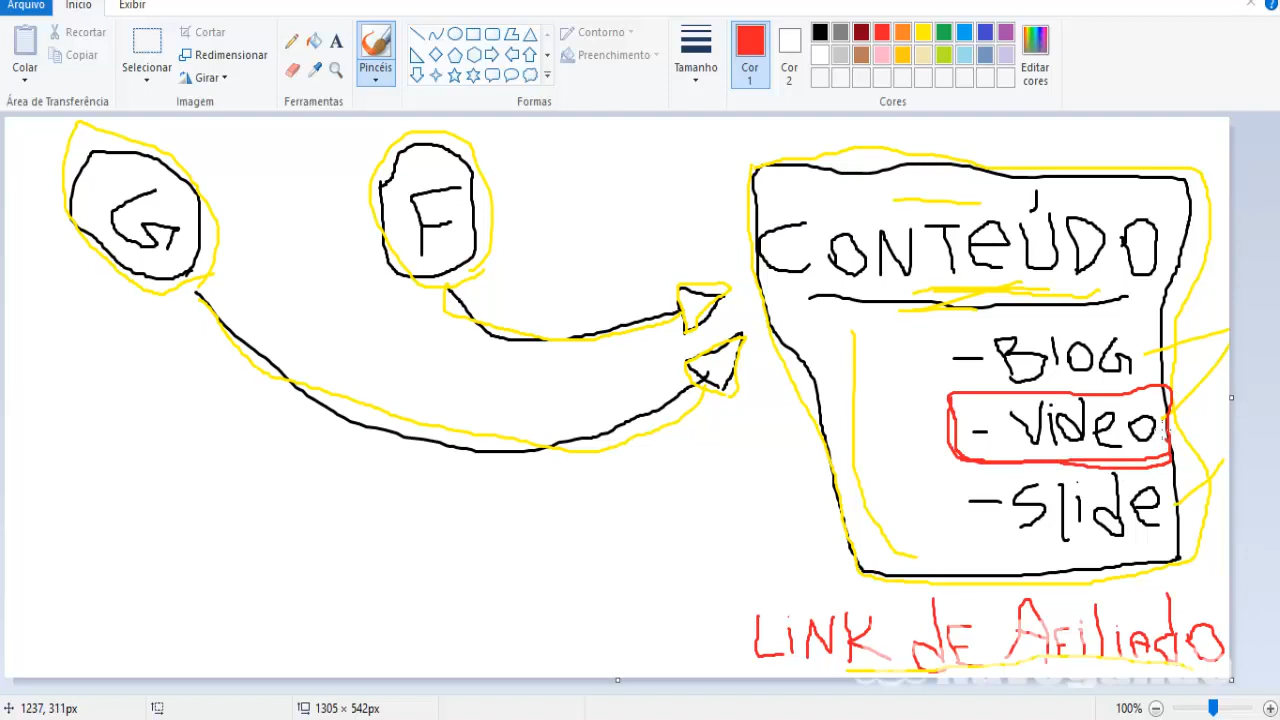 Arquivo Início Exibir
Colar
Recortar
Copiar
Área de Transferência
Selecionar
Cortar
Redimensionar
Girar
Imagem
Ferramentas
Pincéis
Contorno
Preenchimento
Formas
Tamanho
Cor 1
Cor 2
Editar cores
Cores
G
F
CONTEÚDO
- BLOG
- Video
- Slide
LINK dE Afiliado
1237, 311px
1305 × 542px
100%